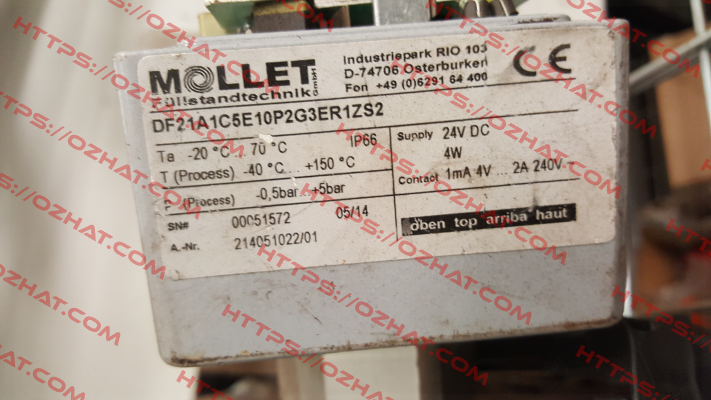 MOLLET GmbH
Füllstandtechnik
Industriepark RIO 103
D-74706 Osterburken
Fon +49 (0)6291 64 400
CE
DF21A1C5E10P2G3ER1ZS2
Ta -20 °C / 70 °C IP66
T (Process) -40 °C... +150 °C
P (Process) -0,5bar.. +5bar
SN# 00051572 05/14
A.-Nr. 214051022/01
Supply 24V DC
4W
Contact 1mA 4V ... 2A 240V~
oben top arriba haut
HTTPS://OZHAT.COM